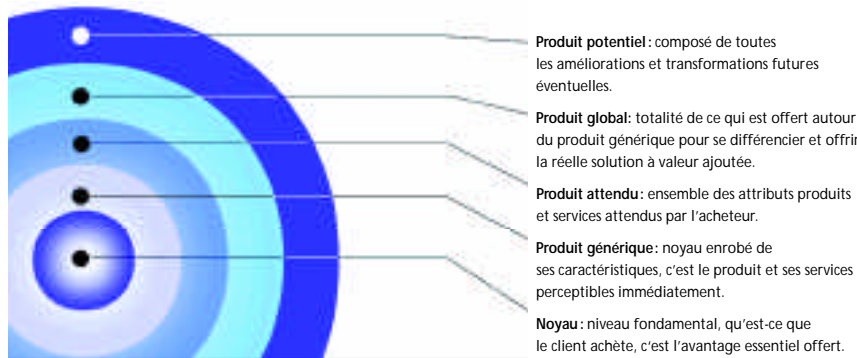 Produit potentiel : composé de toutes
les améliorations et transformations futures
éventuelles.
Produit global: totalité de ce qui est offert autour
du produit générique pour se différencier et offrir
la réelle solution à valeur ajoutée.
Produit attendu : ensemble des attributs produits
et services attendus par l'acheteur.
Produit générique : noyau enrobé de
ses caractéristiques, c'est le produit et ses services
perceptibles immédiatement.
Noyau : niveau fondamental, qu'est-ce que
le client achète, c'est l'avantage essentiel offert.